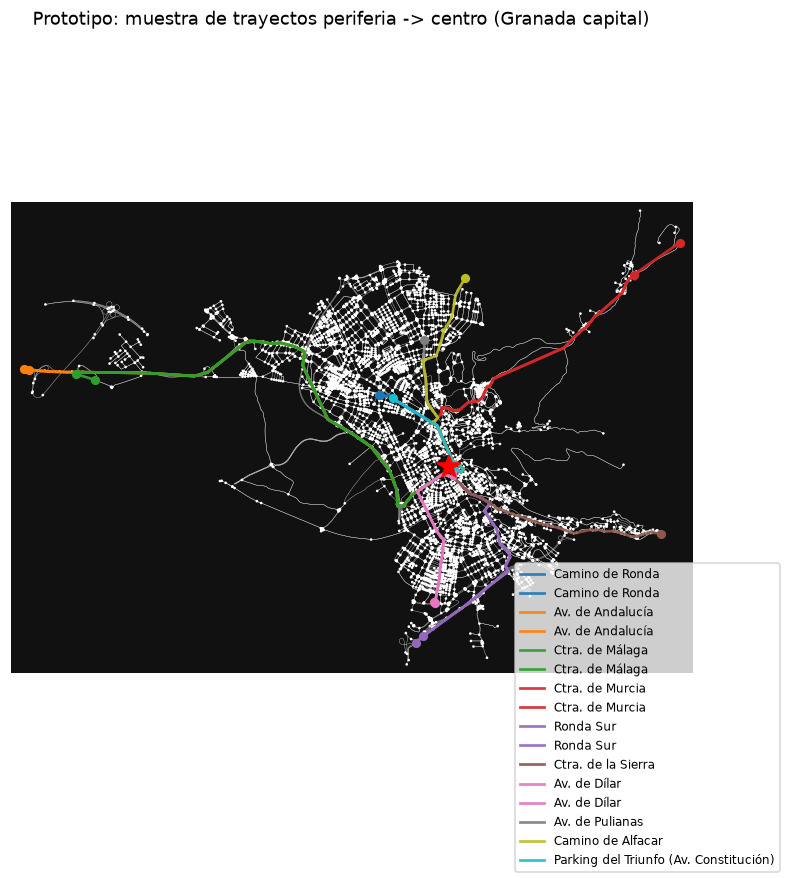 Prototipo: muestra de trayectos periferia -> centro (Granada capital)
Camino de Ronda
Camino de Ronda
Av. de Andalucía
Av. de Andalucía
Ctra. de Málaga
Ctra. de Málaga
Ctra. de Murcia
Ctra. de Murcia
Ronda Sur
Ronda Sur
Ctra. de la Sierra
Av. de Dílar
Av. de Dílar
Av. de Pulianas
Camino de Alfacar
Parking del Triunfo (Av. Constitución)